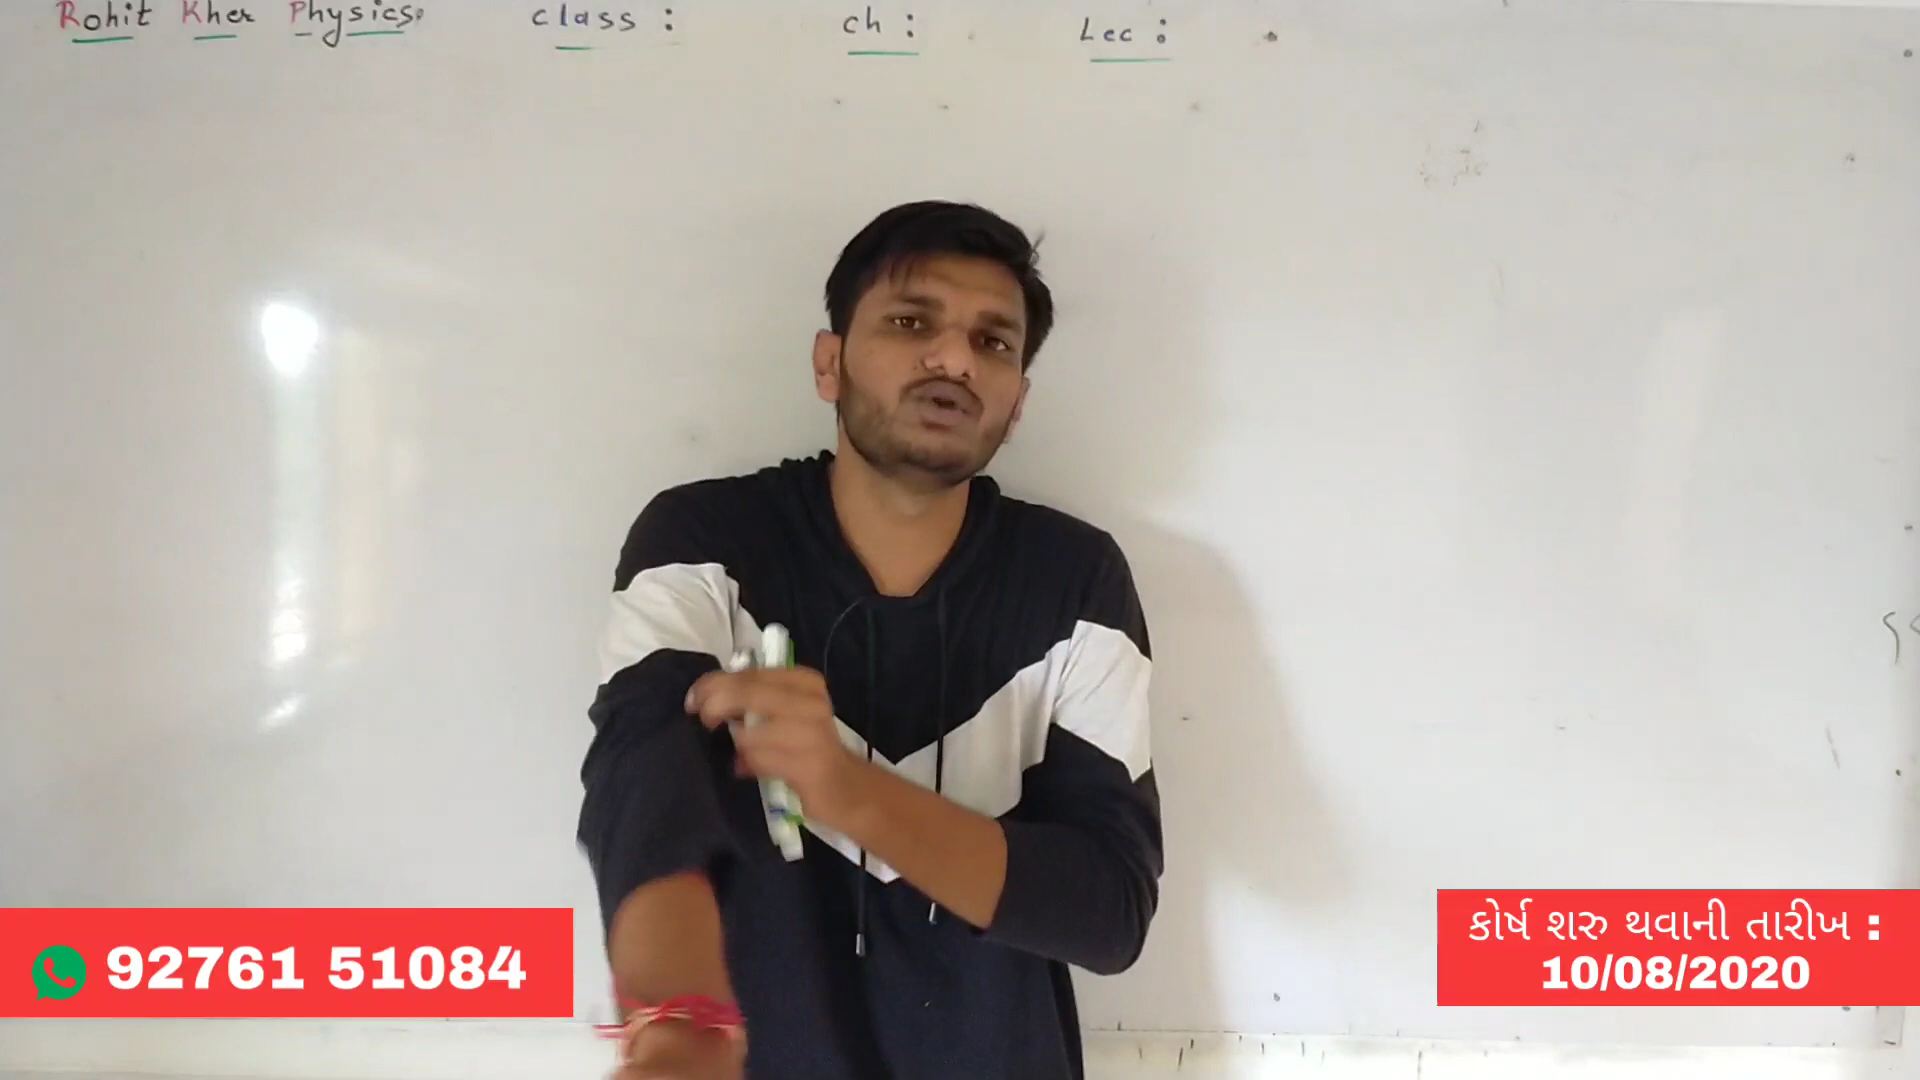 Rohit Kher Physics. class : ch : Lec :
92761 51084
કોર્ષ શરુ થવાની તારીખ :
10/08/2020